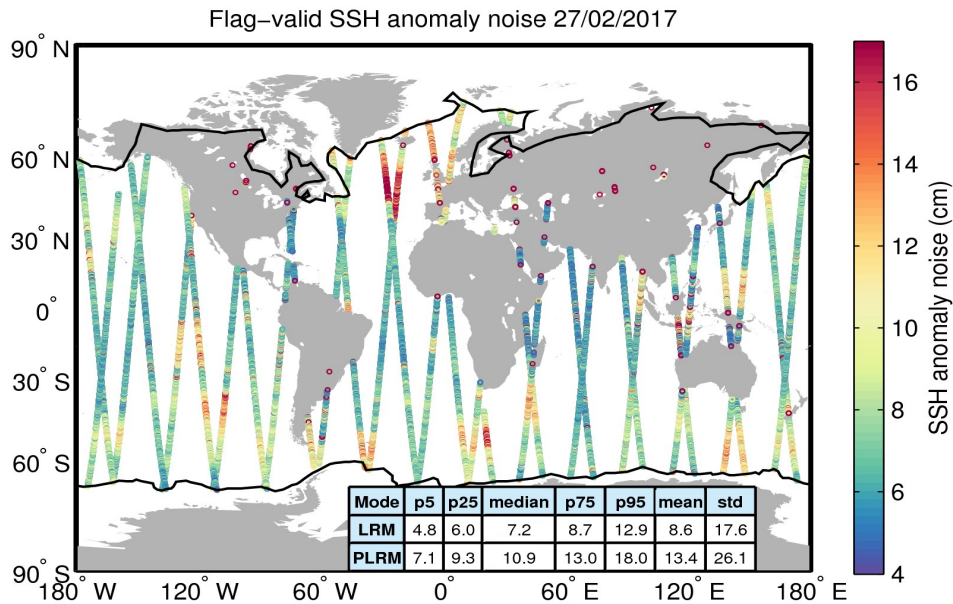 Flag−valid SSH anomaly noise 27/02/2017
90° N
60° N
30° N
0°
30° S
60° S
90° S
180° W
120° W
60° W
0°
60° E
120° E
180° E
Mode p5 p25 median p75 p95 mean std
LRM 4.8 6.0 7.2 8.7 12.9 8.6 17.6
PLRM 7.1 9.3 10.9 13.0 18.0 13.4 26.1
16
14
12
10
8
6
4
SSH anomaly noise (cm)